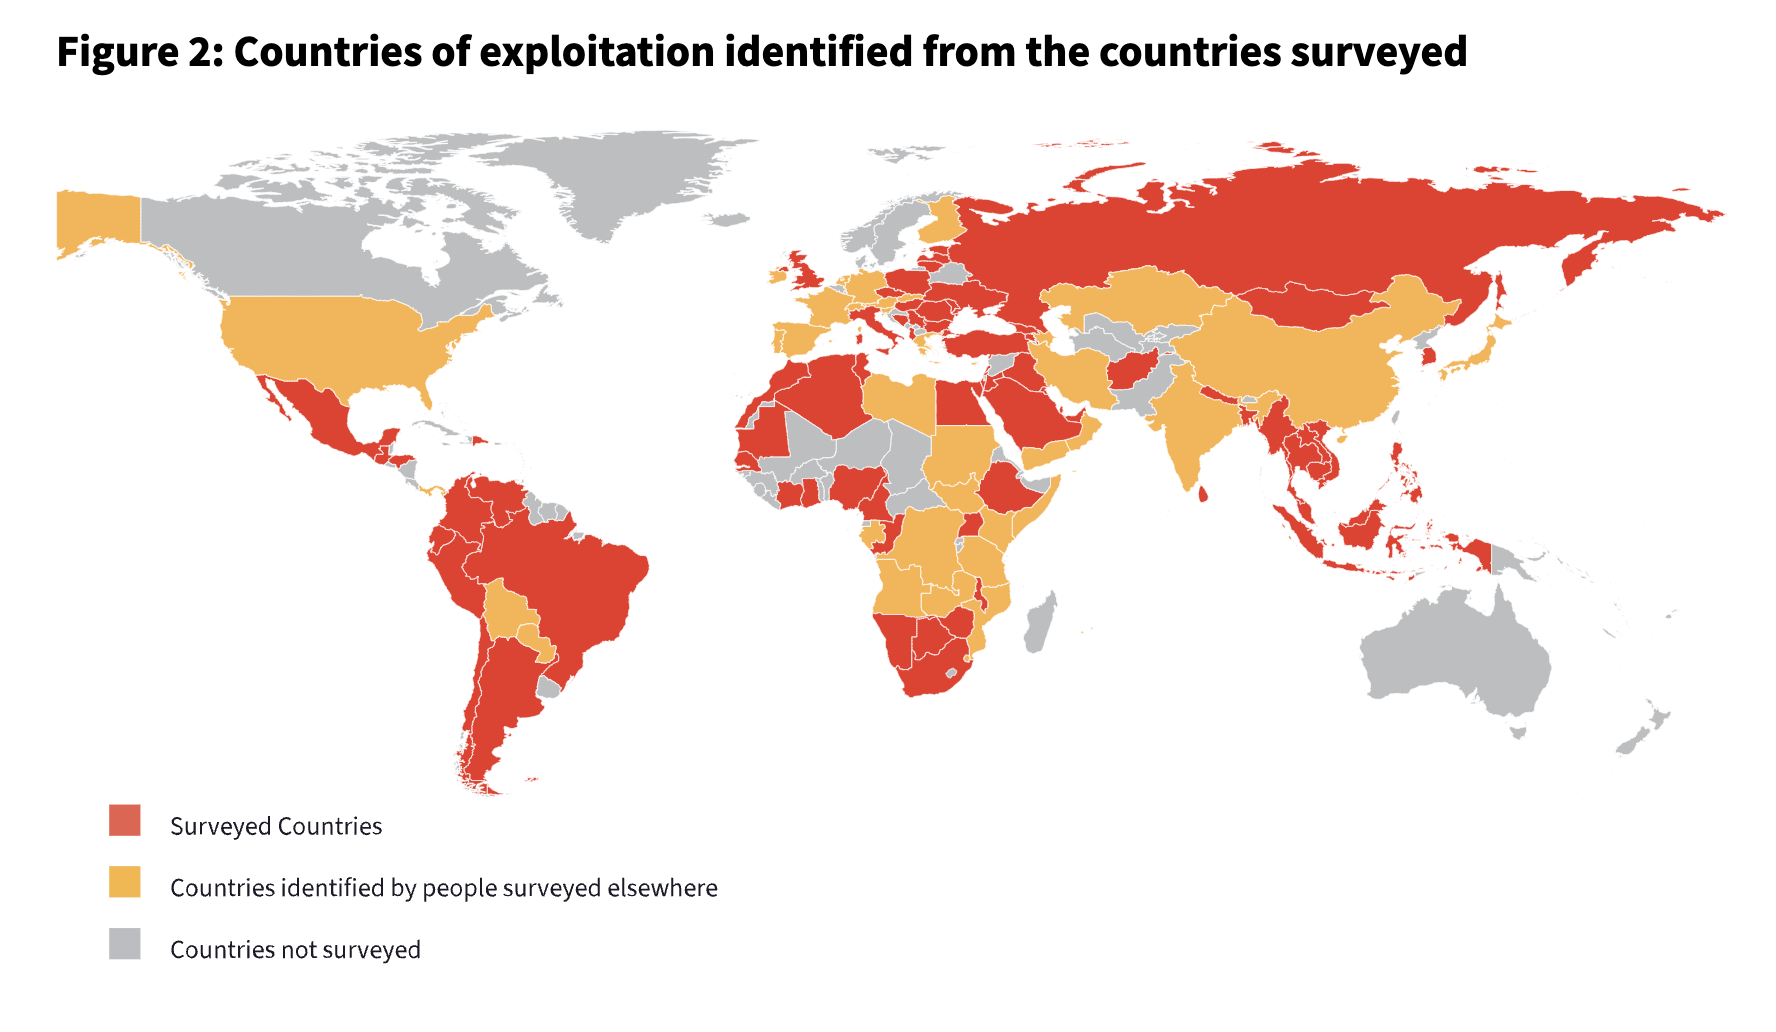 Figure 2: Countries of exploitation identified from the countries surveyed
Surveyed Countries
Countries identified by people surveyed elsewhere
Countries not surveyed